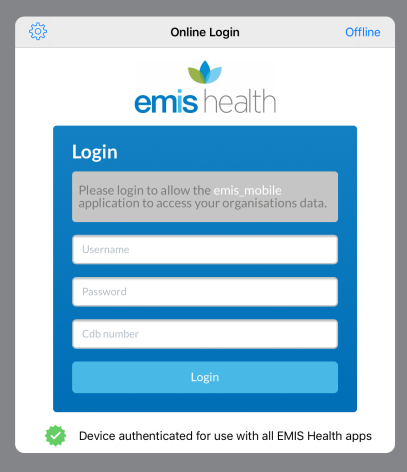 Online Login
Offline
emis health
Login
Please login to allow the emis_mobile
application to access your organisations data.
Username
Password
Cdb number
Login
Device authenticated for use with all EMIS Health apps